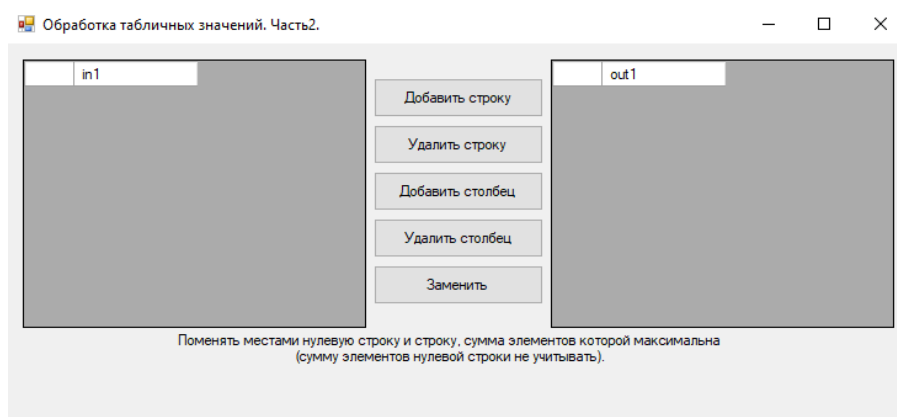 Обработка табличных значений. Часть2.
in1
out1
Добавить строку
Удалить строку
Добавить столбец
Удалить столбец
Заменить
Поменять местами нулевую строку и строку, сумма элементов которой максимальна
(сумму элементов нулевой строки не учитывать).